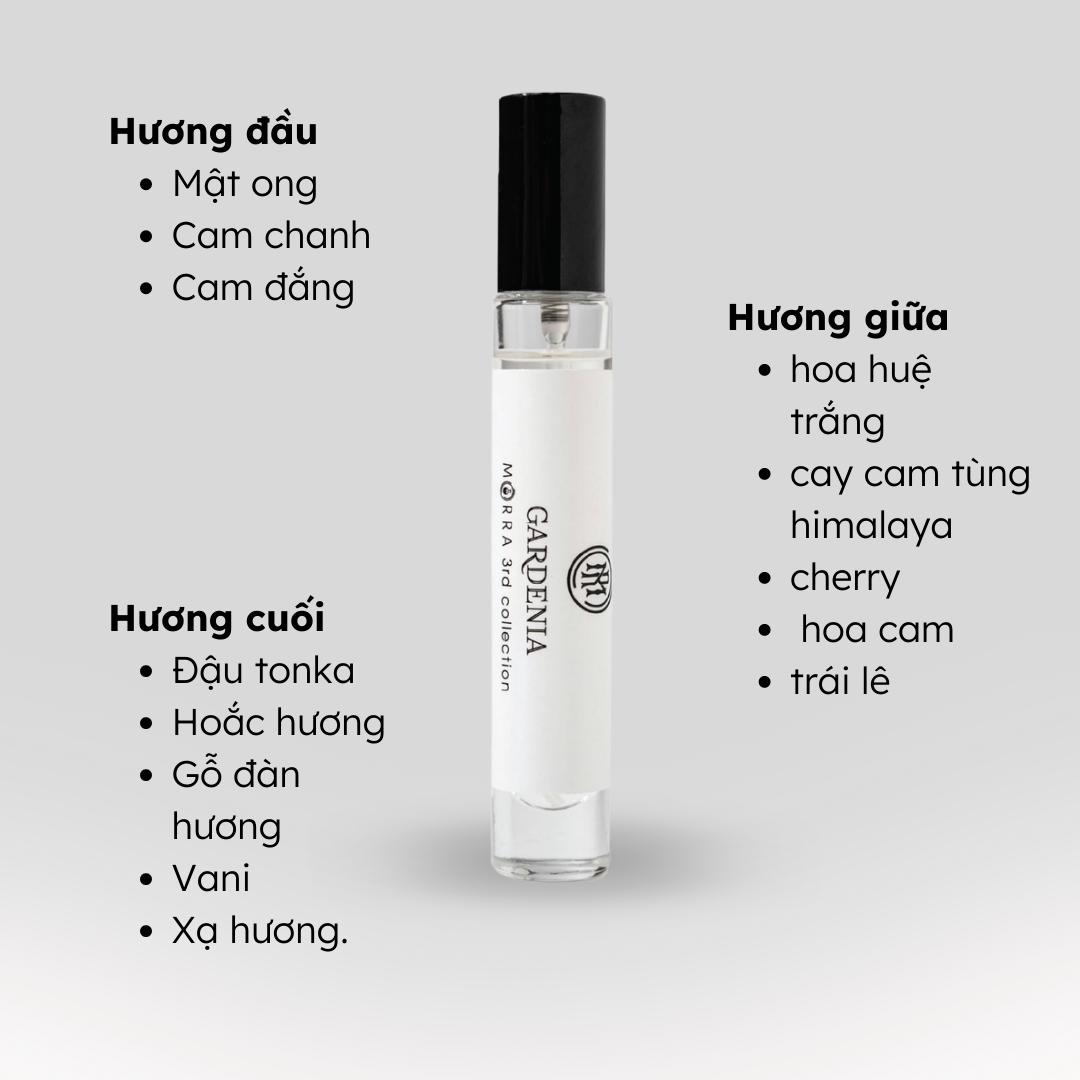 Hương đầu
Mật ong
Cam chanh
Cam đắng
Hương giữa
hoa huệ
trắng
cay cam tùng
himalaya
cherry
hoa cam
trái lê
Hương cuối
Đậu tonka
Hoắc hương
Gỗ đàn
hương
Vani
Xạ hương.
GARDENIA
MORRA 3rd collection